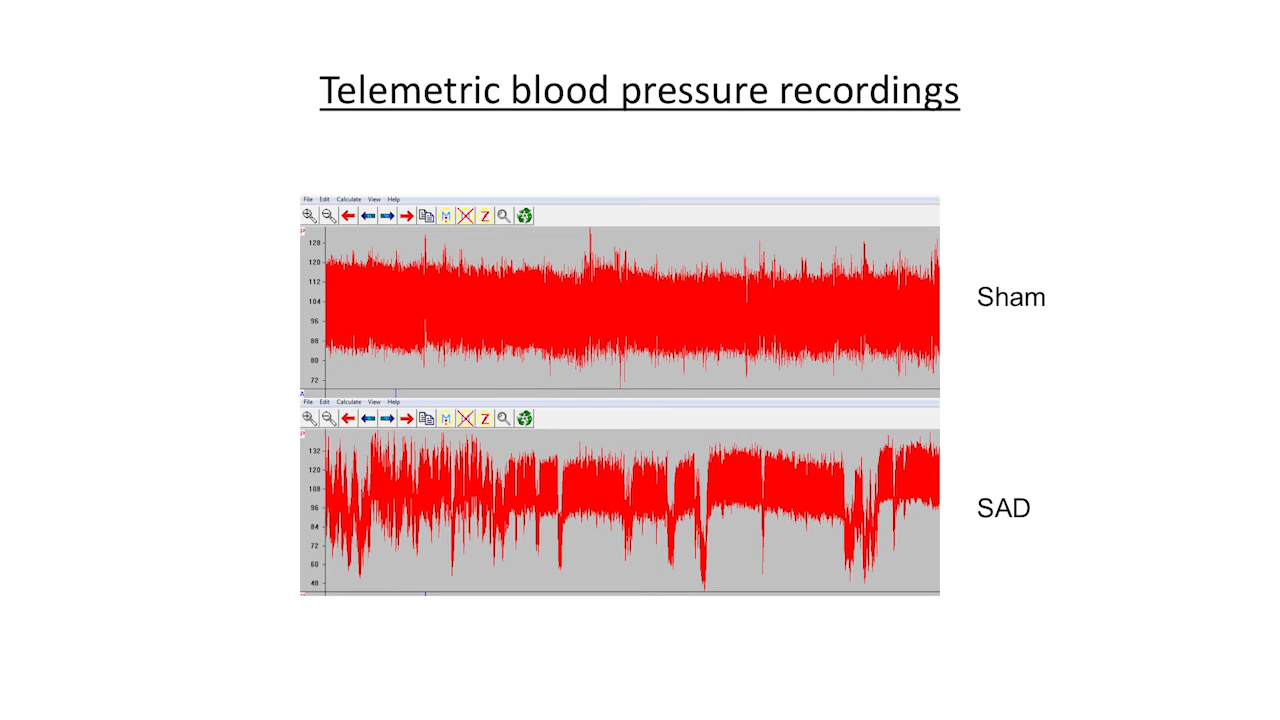 Telemetric blood pressure recordings
File Edit Calculate View Help
P
128
120
112
104
96
88
80
72
A
Sham
File Edit Calculate View Help
P
132
120
108
96
84
72
60
48
SAD